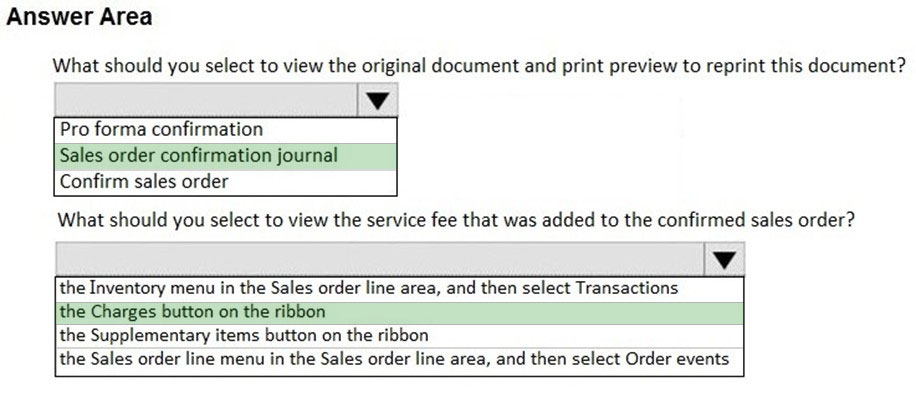 Answer Area
What should you select to view the original document and print preview to reprint this document?
Pro forma confirmation
Sales order confirmation journal
Confirm sales order
What should you select to view the service fee that was added to the confirmed sales order?
the Inventory menu in the Sales order line area, and then select Transactions
the Charges button on the ribbon
the Supplementary items button on the ribbon
the Sales order line menu in the Sales order line area, and then select Order events